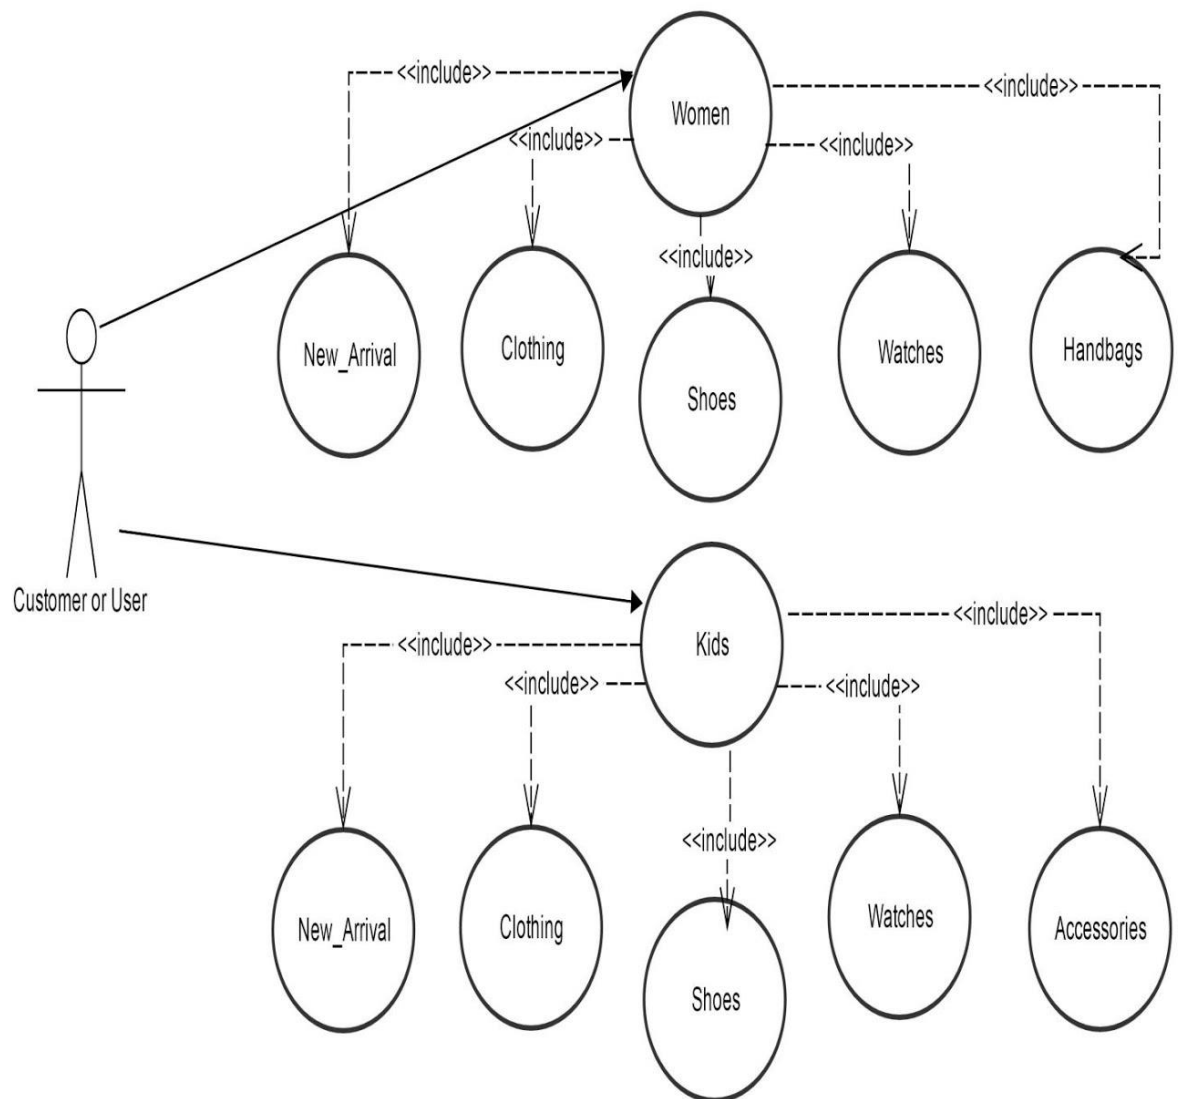 <<include>>
Women
<<include>>
<<include>>
<<include>>
<<include>>
New_Arrival
Clothing
Shoes
Watches
Handbags
Customer or User
Kids
<<include>>
<<include>>
<<include>>
<<include>>
<<include>>
New_Arrival
Clothing
Shoes
Watches
Accessories